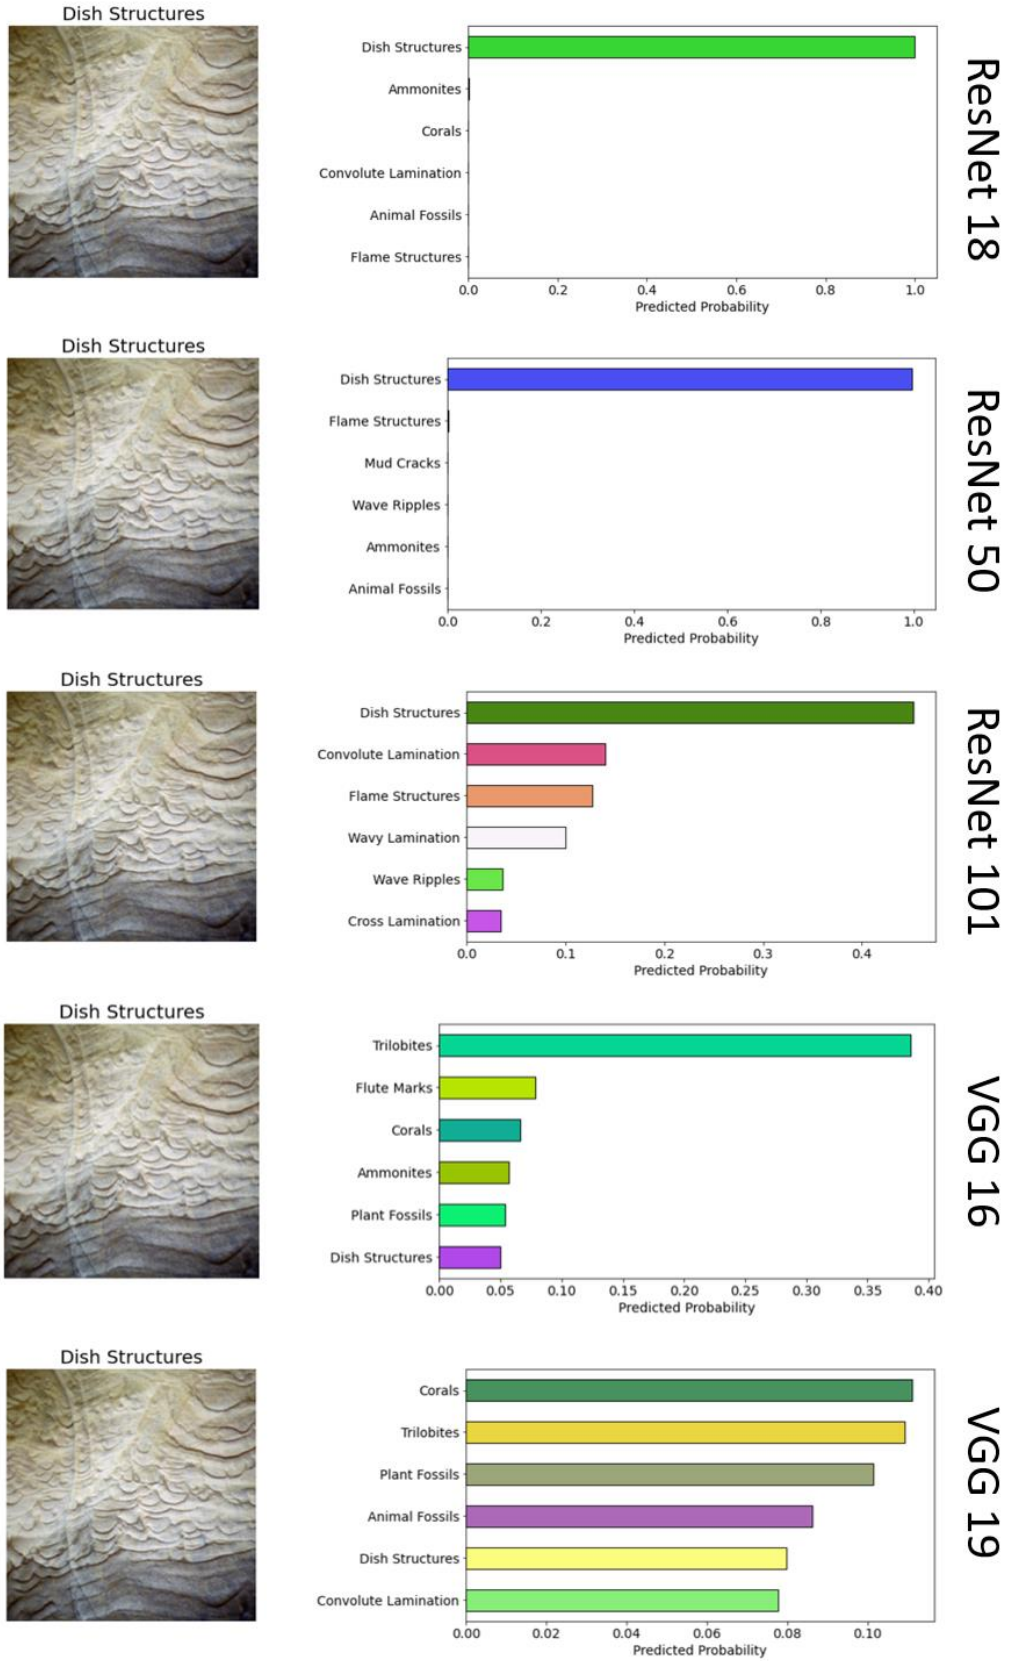 Dish Structures
Dish Structures
Ammonites
Corals
Convolute Lamination
Animal Fossils
Flame Structures
0.0 0.2 0.4 0.6 0.8 1.0
Predicted Probability
ResNet 18
Dish Structures
Dish Structures
Flame Structures
Mud Cracks
Wave Ripples
Ammonites
Animal Fossils
0.0 0.2 0.4 0.6 0.8 1.0
Predicted Probability
ResNet 50
Dish Structures
Dish Structures
Convolute Lamination
Flame Structures
Wavy Lamination
Wave Ripples
Cross Lamination
0.0 0.1 0.2 0.3 0.4
Predicted Probability
ResNet 101
Dish Structures
Trilobites
Flute Marks
Corals
Ammonites
Plant Fossils
Dish Structures
0.00 0.05 0.10 0.15 0.20 0.25 0.30 0.35 0.40
Predicted Probability
VGG 16
Dish Structures
Corals
Trilobites
Plant Fossils
Animal Fossils
Dish Structures
Convolute Lamination
0.00 0.02 0.04 0.06 0.08 0.10
Predicted Probability
VGG 19